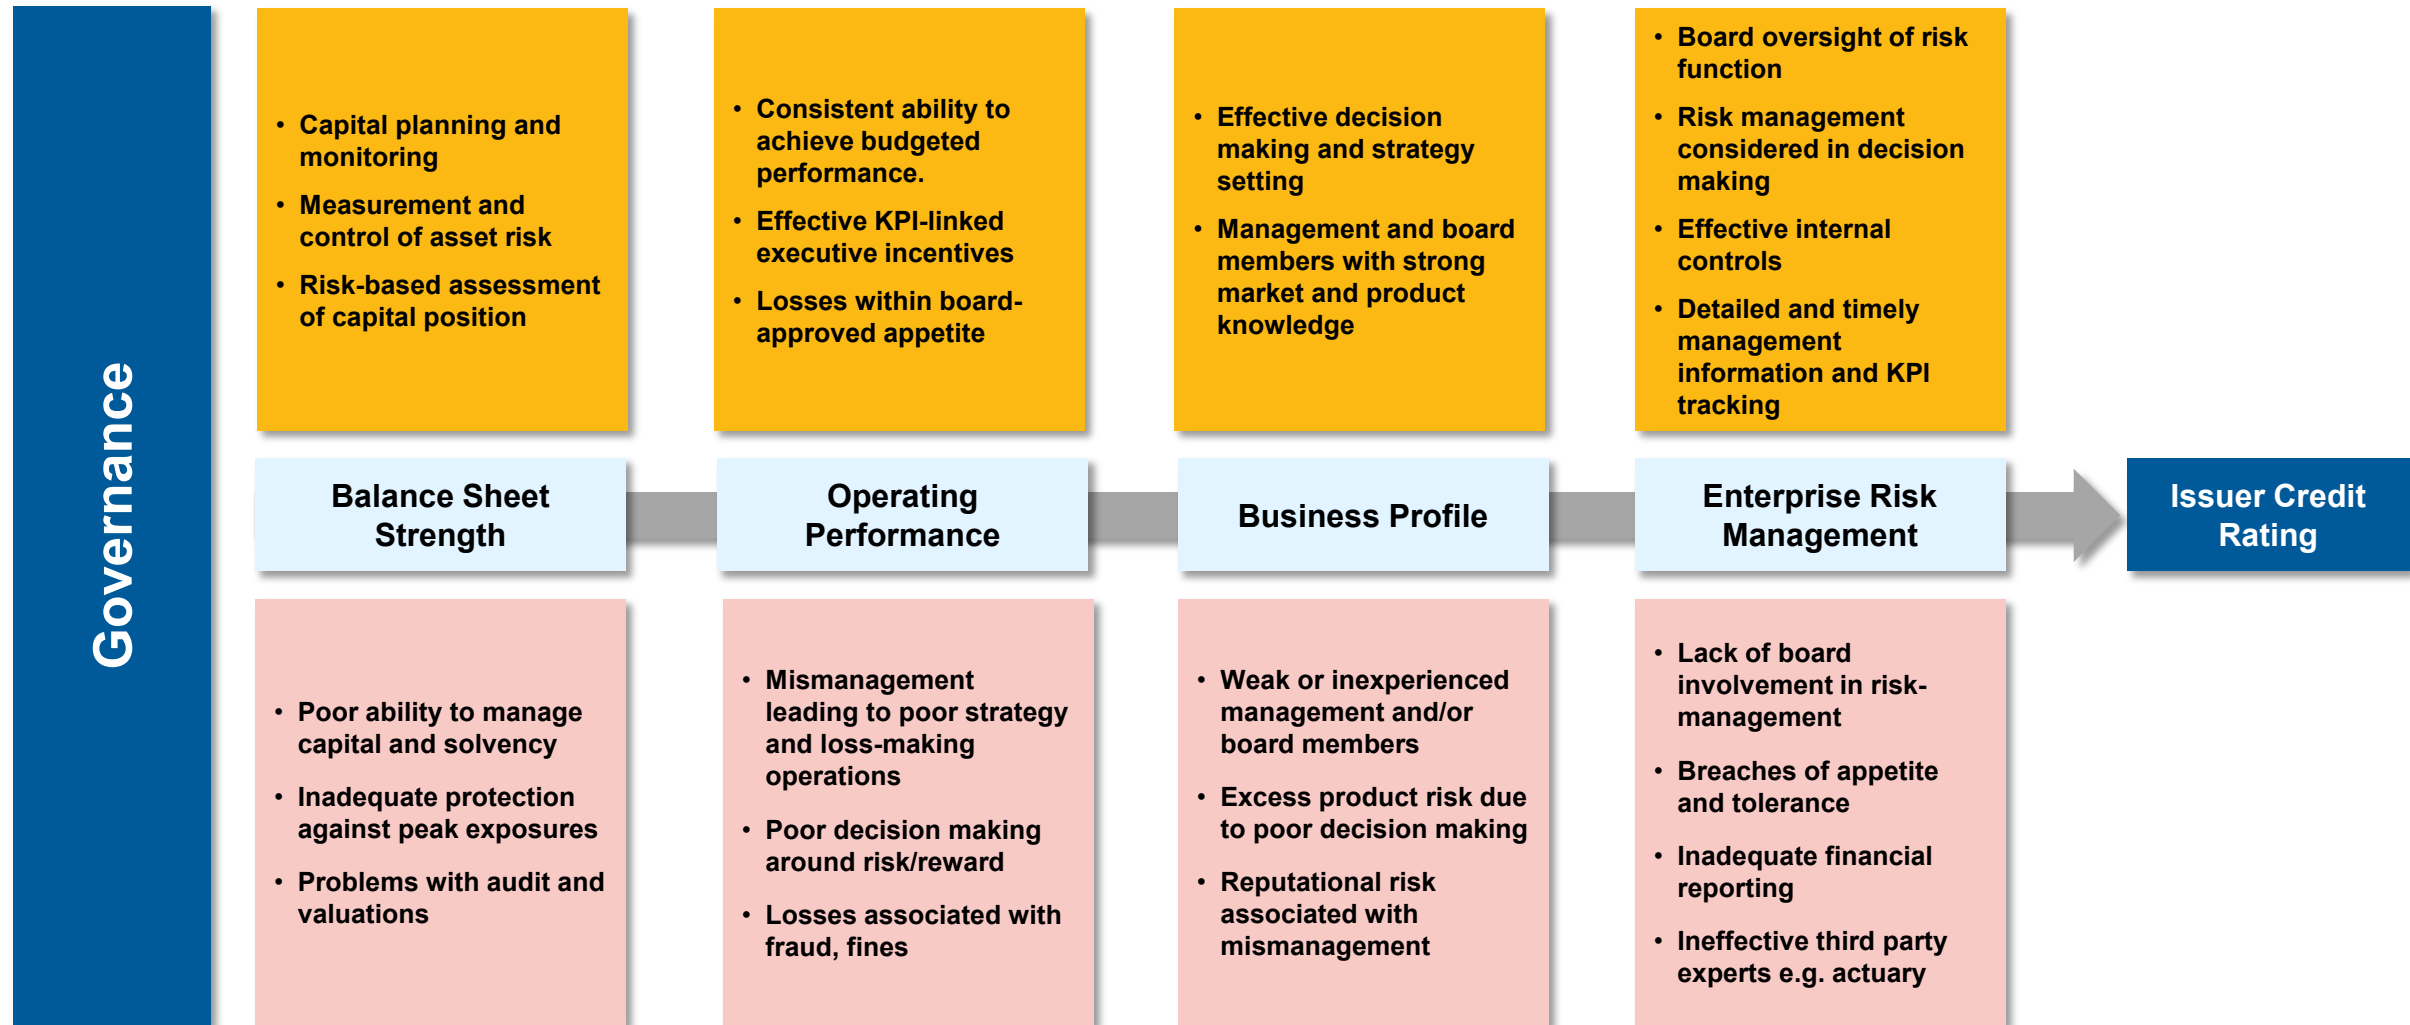 Governance
• Capital planning and
monitoring
• Measurement and
control of asset risk
• Risk-based assessment
of capital position
• Consistent ability to
achieve budgeted
performance.
• Effective KPI-linked
executive incentives
• Losses within board-
approved appetite
• Effective decision
making and strategy
setting
• Management and board
members with strong
market and product
knowledge
• Board oversight of risk
function
• Risk management
considered in decision
making
• Effective internal
controls
• Detailed and timely
management
information and KPI
tracking
Balance Sheet
Strength
Operating
Performance
Business Profile
Enterprise Risk
Management
Issuer Credit
Rating
• Poor ability to manage
capital and solvency
• Inadequate protection
against peak exposures
• Problems with audit and
valuations
• Mismanagement
leading to poor strategy
and loss-making
operations
• Poor decision making
around risk/reward
• Losses associated with
fraud, fines
• Weak or inexperienced
management and/or
board members
• Excess product risk due
to poor decision making
• Reputational risk
associated with
mismanagement
• Lack of board
involvement in risk-
management
• Breaches of appetite
and tolerance
• Inadequate financial
reporting
• Ineffective third party
experts e.g. actuary